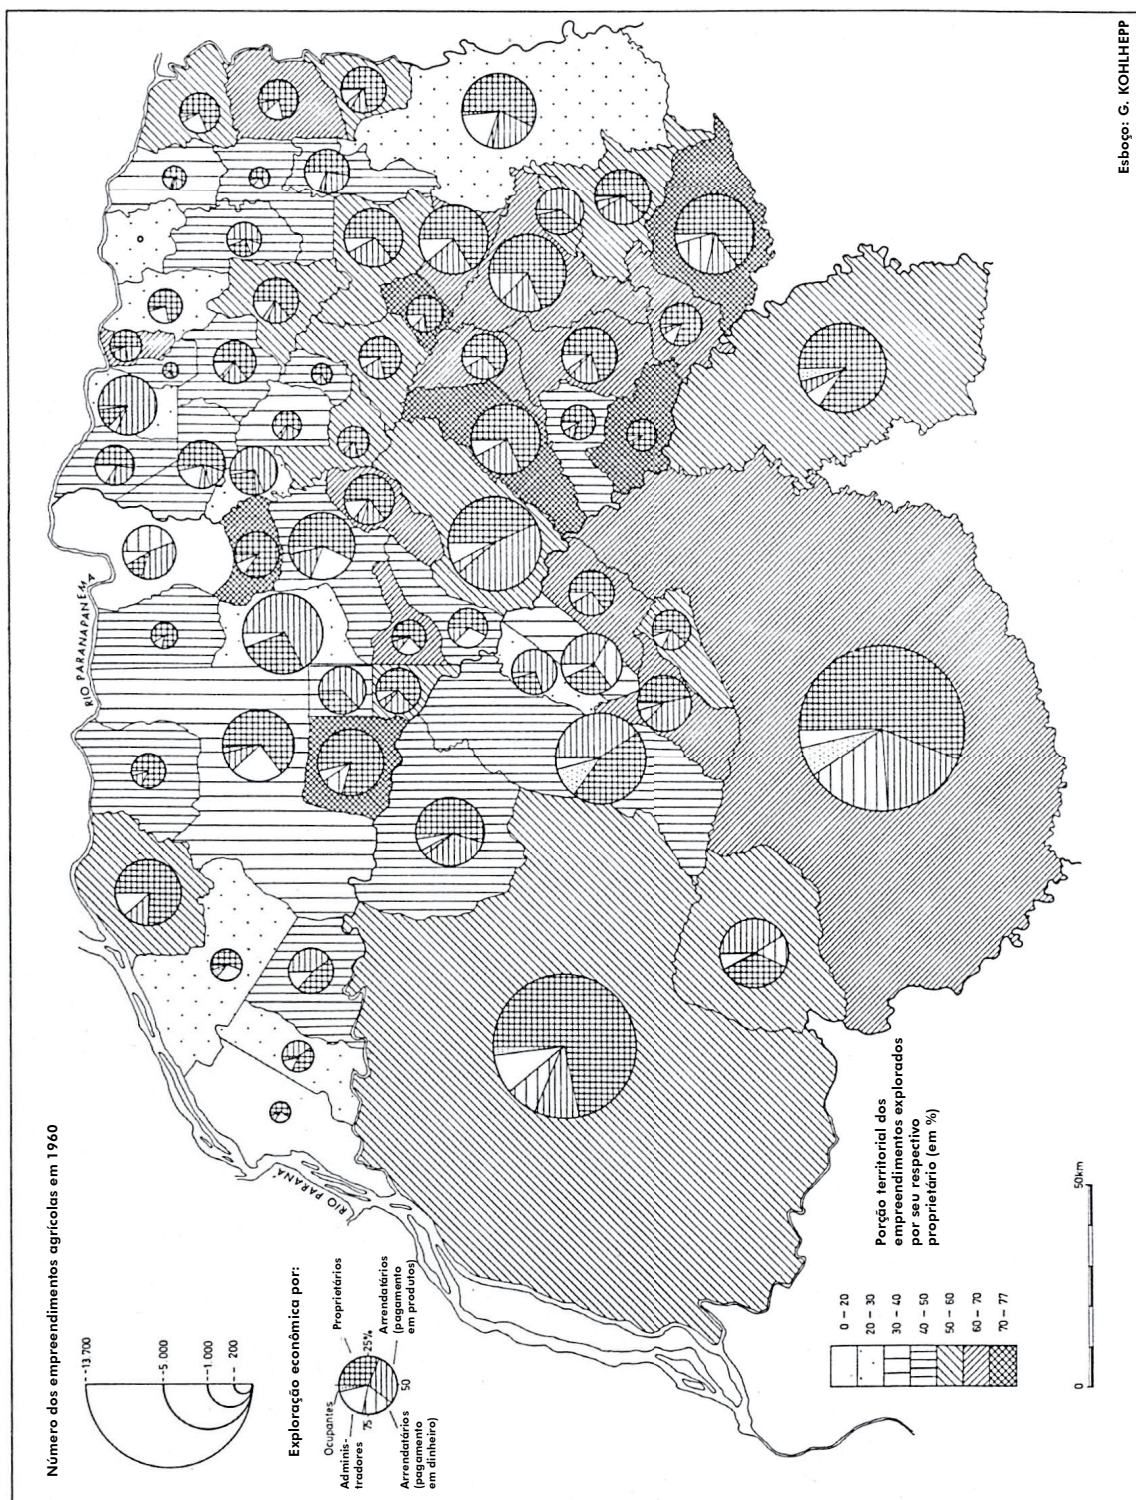 Esboço: G. KOHLHEPP
RIO PARANAPANEMA
RIO PARANÁ
Número dos empreendimentos agrícolas em 1960
13 700
5 000
1 000
200
Exploração econômica por:
Proprietários
Ocupantes
25%
Adminis-
tradores
75
50
Arrendatários
(pagamento
em produtos)
Arrendatários
(pagamento
em dinheiro)
Porção territorial dos
empreendimentos explorados
por seu respectivo
proprietário (em %)
0 – 20
20 – 30
30 – 40
40 – 50
50 – 60
60 – 70
70 – 77
0
50km